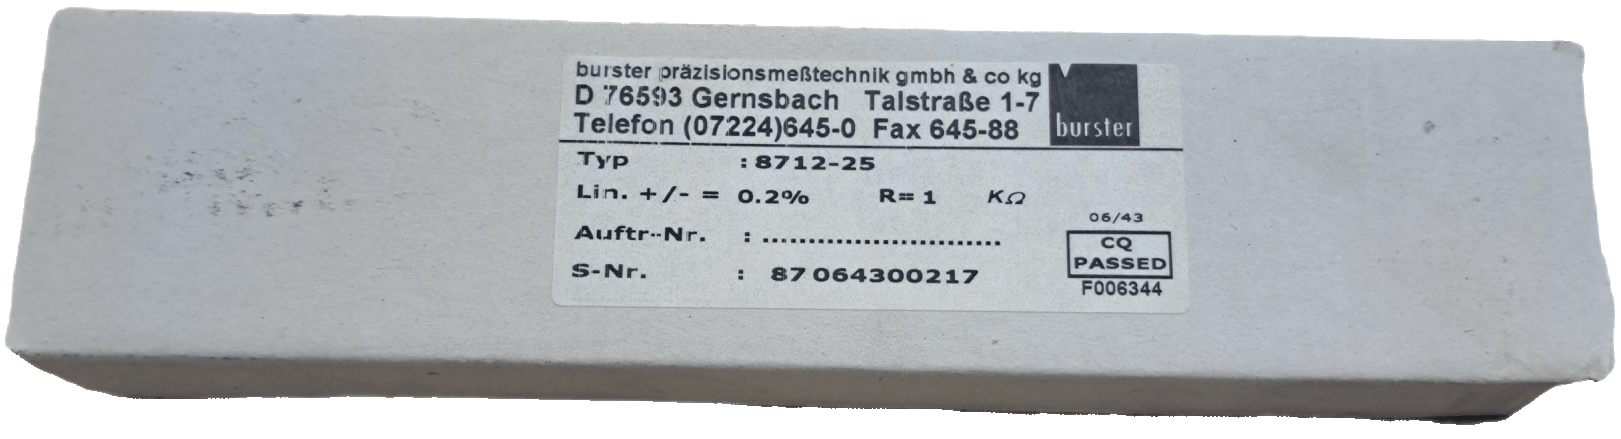 burster präzisionsmeßtechnik gmbh & co kg
D 76593 Gernsbach Talstraße 1-7
Telefon (07224)645-0 Fax 645-88
burster
Typ : 8712-25
Lin. +/- = 0.2% R= 1 KΩ
Auftr.-Nr. : ..........................
S-Nr. : 87 064300217
06/43
CQ
PASSED
F006344